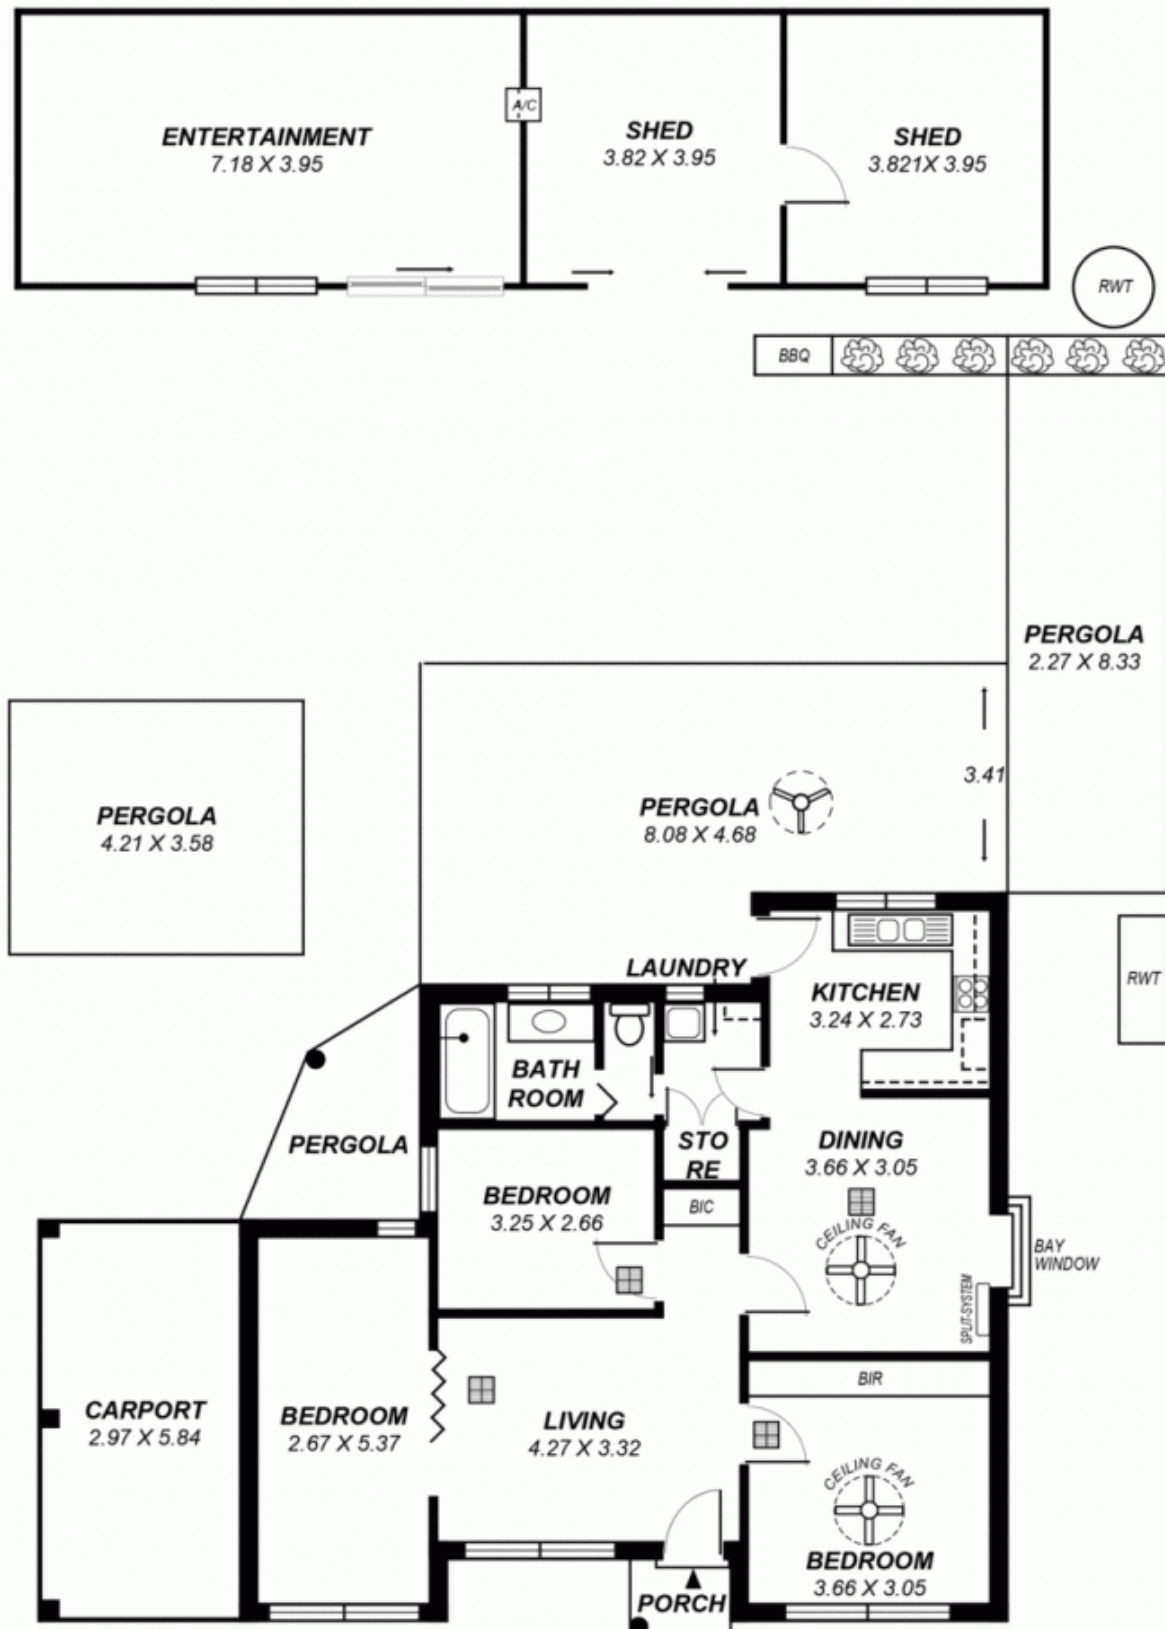 ENTERTAINMENT
7.18 X 3.95
A/C
SHED
3.82 X 3.95
SHED
3.821X 3.95
RWT
BBQ
PERGOLA
2.27 X 8.33
PERGOLA
4.21 X 3.58
PERGOLA
8.08 X 4.68
3.41
LAUNDRY
KITCHEN
3.24 X 2.73
RWT
BATH
ROOM
PERGOLA
STO
RE
DINING
3.66 X 3.05
BEDROOM
3.25 X 2.66
BIC
CEILING FAN
BAY
WINDOW
SPLIT-SYSTEM
BIR
CARPORT
2.97 X 5.84
BEDROOM
2.67 X 5.37
LIVING
4.27 X 3.32
CEILING FAN
BEDROOM
3.66 X 3.05
PORCH